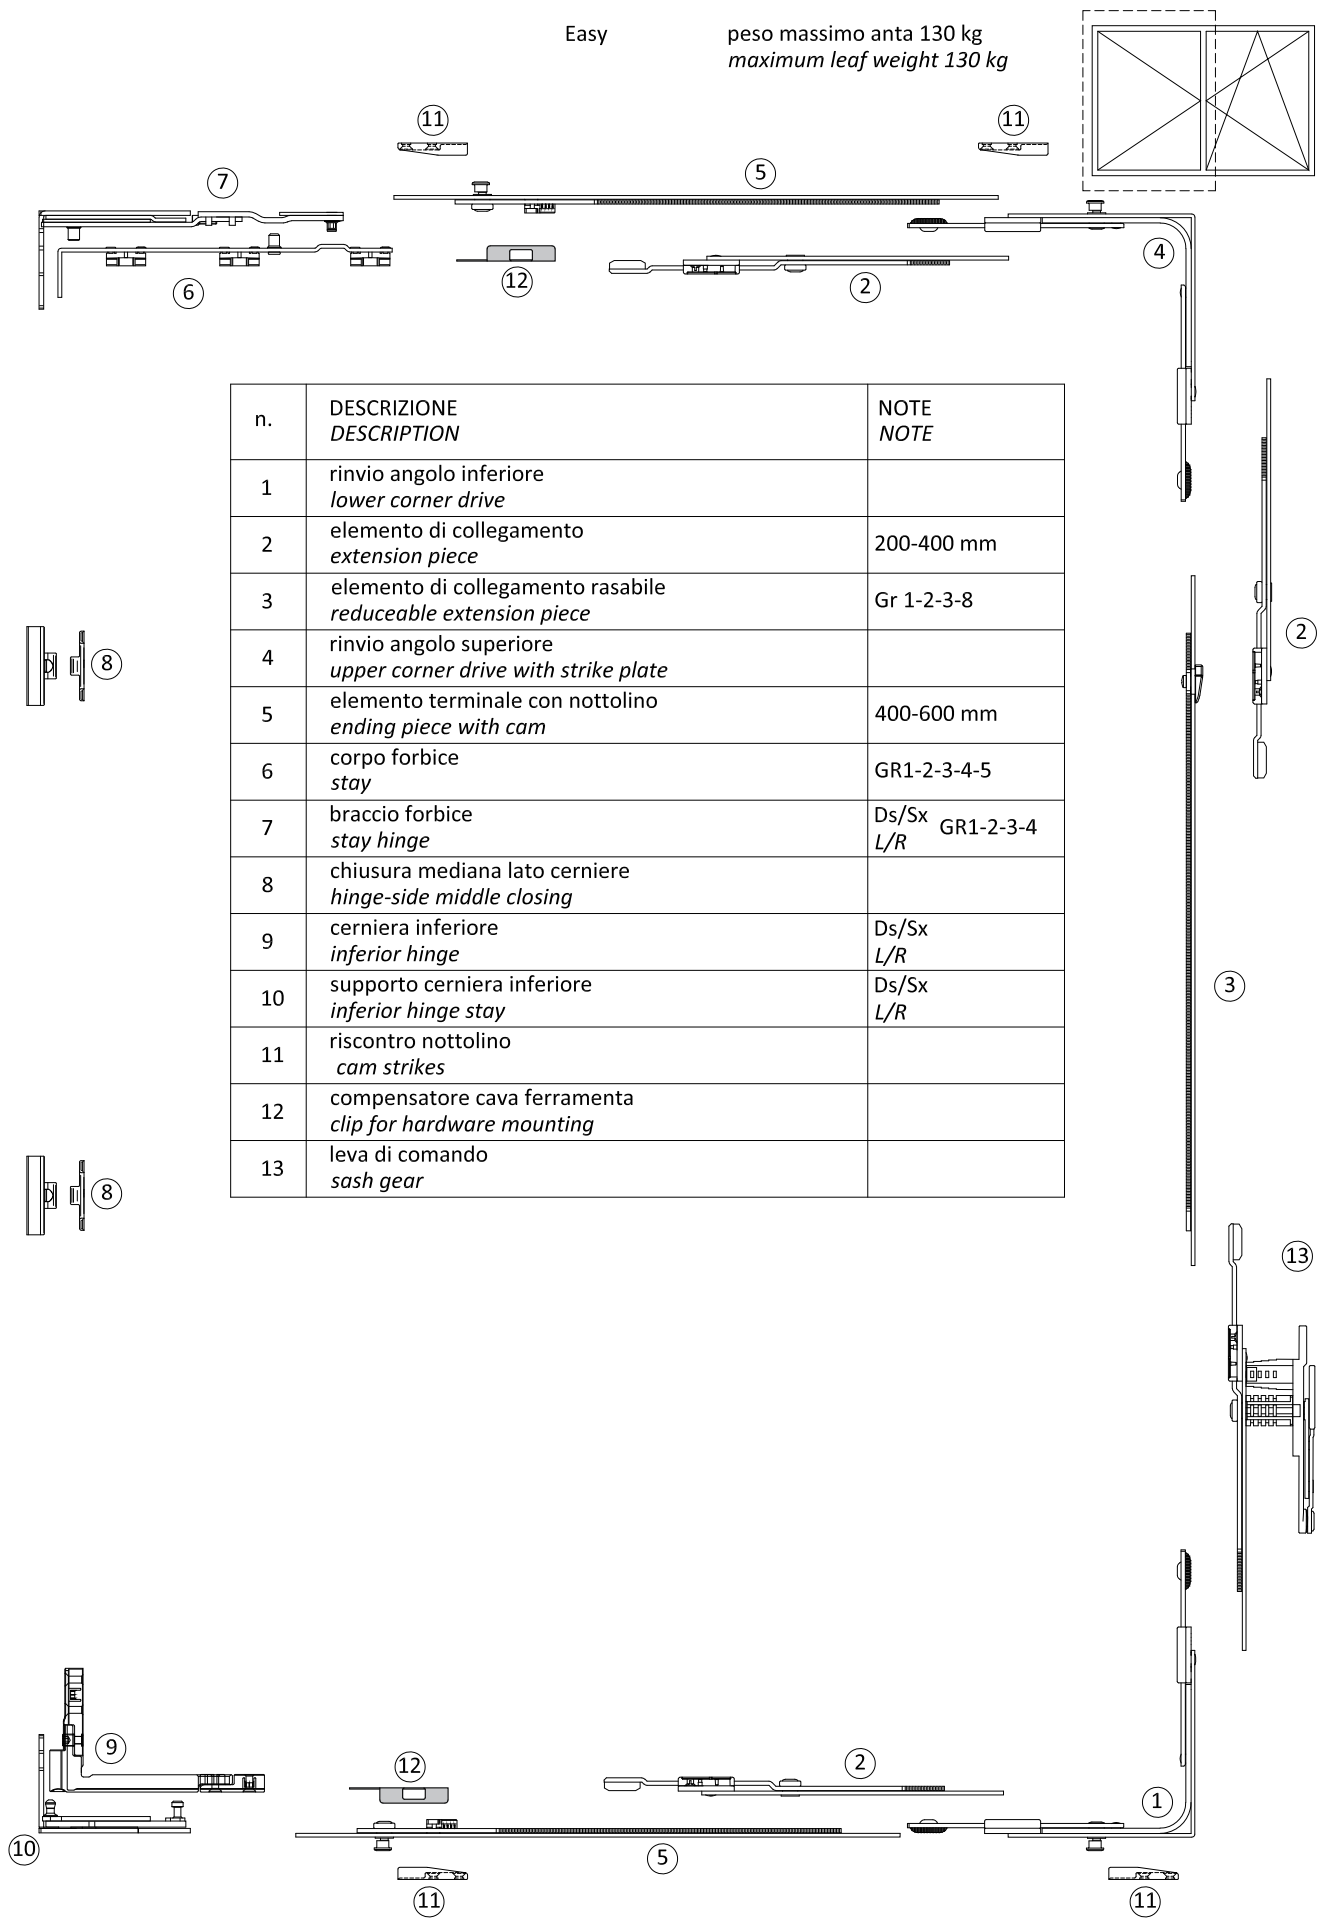 Easy
peso massimo anta 130 kg
maximum leaf weight 130 kg
11
11
5
7
4
12
2
6
n.
DESCRIZIONE
DESCRIPTION
NOTE
NOTE
1
rinvio angolo inferiore
lower corner drive
2
elemento di collegamento
extension piece
200-400 mm
3
elemento di collegamento rasabile
reduceable extension piece
Gr 1-2-3-8
4
rinvio angolo superiore
upper corner drive with strike plate
5
elemento terminale con nottolino
ending piece with cam
400-600 mm
6
corpo forbice
stay
GR1-2-3-4-5
7
braccio forbice
stay hinge
Ds/Sx GR1-2-3-4
L/R
8
chiusura mediana lato cerniere
hinge-side middle closing
9
cerniera inferiore
inferior hinge
Ds/Sx
L/R
10
supporto cerniera inferiore
inferior hinge stay
Ds/Sx
L/R
11
riscontro nottolino
cam strikes
12
compensatore cava ferramenta
clip for hardware mounting
13
leva di comando
sash gear
2
8
3
8
13
9
12
2
1
10
5
11
11